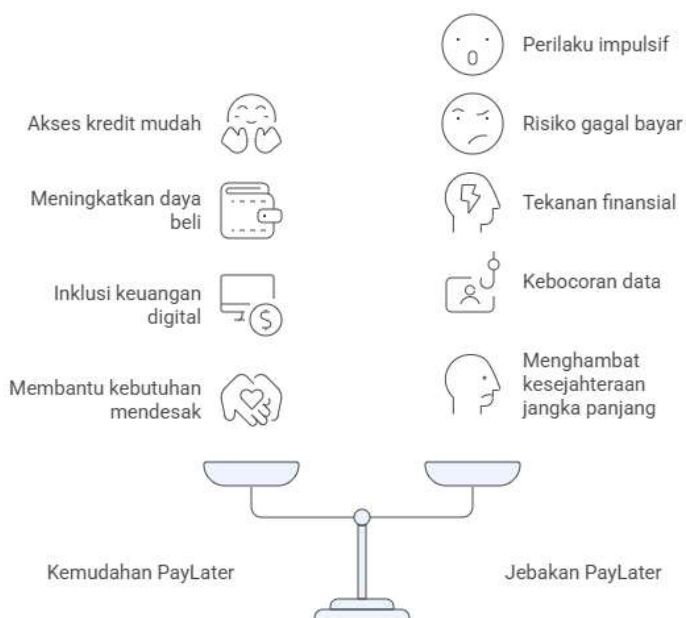 Akses kredit mudah
Meningkatkan daya
beli
Inklusi keuangan
digital
Membantu kebutuhan
mendesak
Perilaku impulsif
Risiko gagal bayar
Tekanan finansial
Kebocoran data
Menghambat
kesejahteraan
jangka panjang
Kemudahan PayLater
Jebakan PayLater